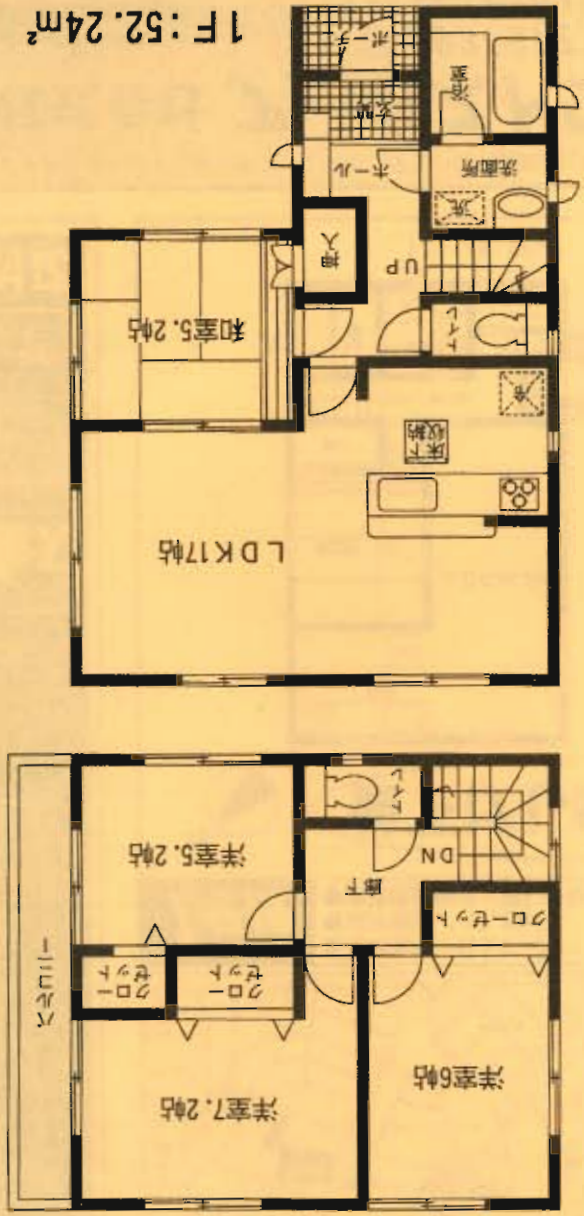 洋室6帖
洋室7.2帖
バルコニー
クローゼット
クロー
ゼット
クロー
ゼット
DN
廊下
トイレ
洋室5.2帖
LDK17帖
床下
収納
冷
トイレ
和室5.2帖
UP
押入
洗
洗面所
ホール
浴室
玄関
ポーチ
1F:52.24m²